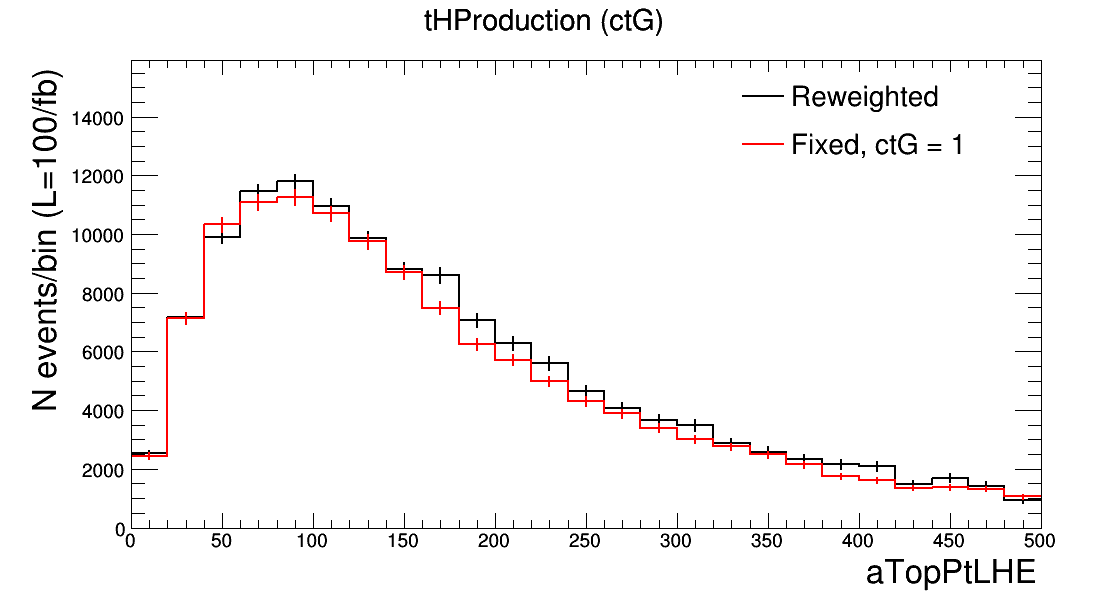 tHProduction (ctG)
N events/bin (L=100/fb)
Reweighted
Fixed, ctG = 1
14000
12000
10000
8000
6000
4000
2000
0
0 50 100 150 200 250 300 350 400 450 500
aTopPtLHE